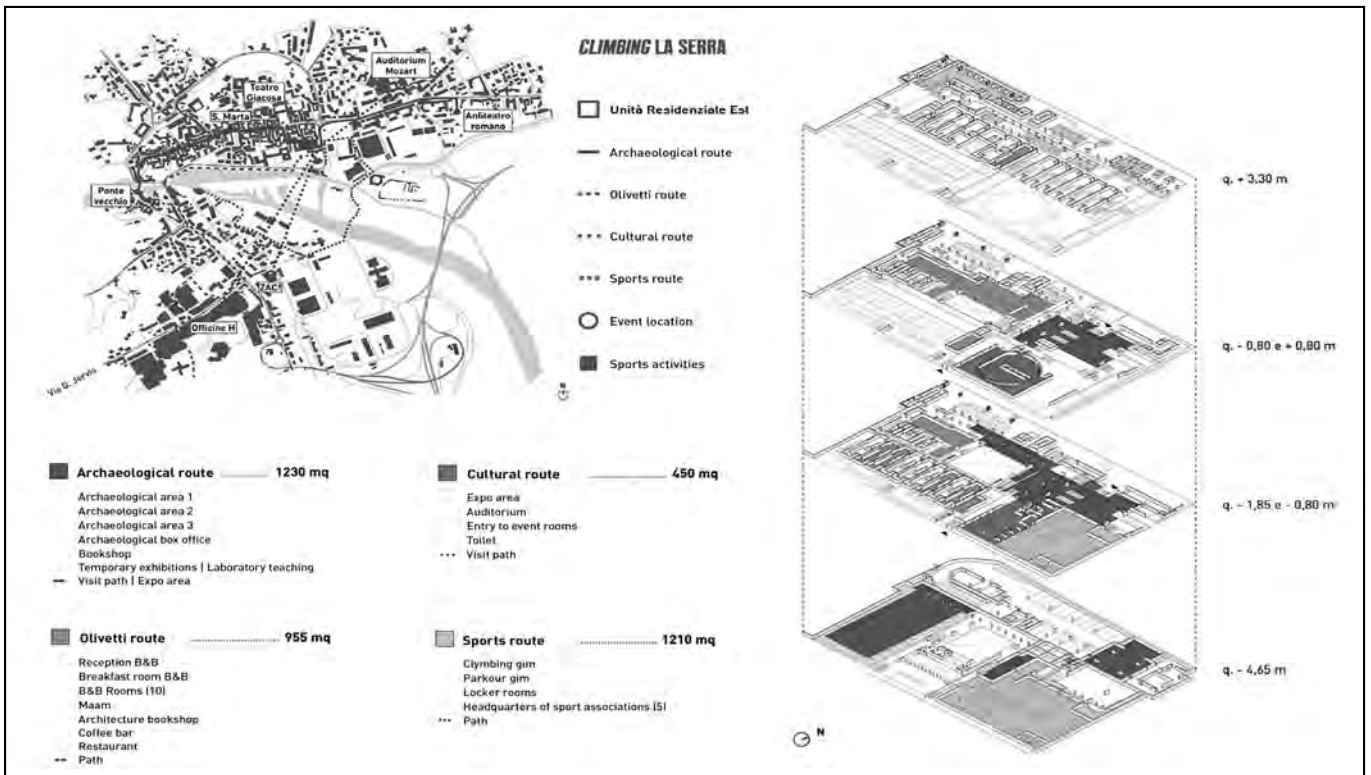 CLIMBING LA SERRA
Auditorium
Mozart
Teatro
Giacosa
S. Marta
Anfiteatro
romano
Ponte
vecchio
ZAC!
Officine H
Via G. Jervis
N
Unità Residenziale Est
Archaeological route
Olivetti route
Cultural route
Sports route
Event location
Sports activities
Archaeological route 1230 mq
Archaeological area 1
Archaeological area 2
Archaeological area 3
Archaeological box office
Bookshop
Temporary exhibitions | Laboratory teaching
Visit path | Expo area
Cultural route 450 mq
Expo area
Auditorium
Entry to event rooms
Toilet
Visit path
Olivetti route 955 mq
Reception B&B
Breakfast room B&B
B&B Rooms (10)
Maam
Architecture bookshop
Coffee bar
Restaurant
Path
Sports route 1210 mq
Clymbing gim
Parkour gim
Locker rooms
Headquarters of sport associations (5)
Path
q. + 3,30 m
q. - 0,80 e + 0,80 m
q. - 1,85 e - 0,80 m
q. - 4,65 m
N